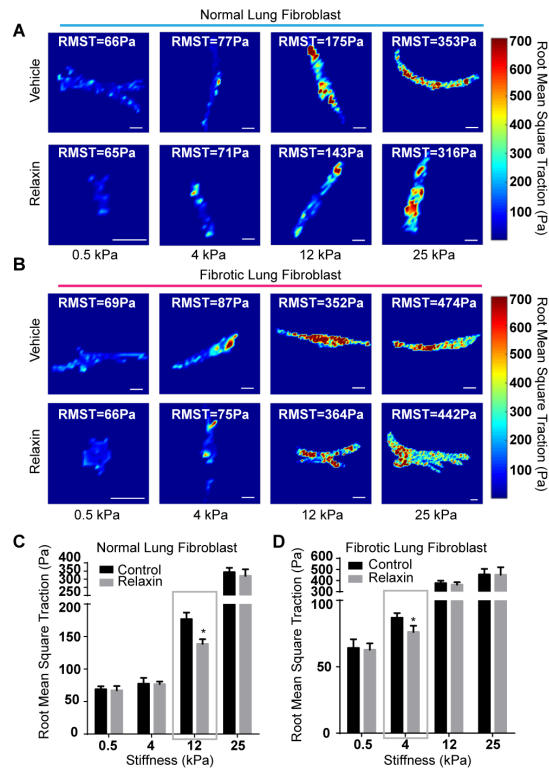 Normal Lung Fibroblast
A
Vehicle
RMST=66Pa
RMST=77Pa
RMST=175Pa
RMST=353Pa
Relaxin
RMST=65Pa
RMST=71Pa
RMST=143Pa
RMST=316Pa
0.5 kPa
4 kPa
12 kPa
25 kPa
700
600
500
400
300
200
100
Root Mean Square Traction (Pa)
B
Fibrotic Lung Fibroblast
Vehicle
RMST=69Pa
RMST=87Pa
RMST=352Pa
RMST=474Pa
Relaxin
RMST=66Pa
RMST=75Pa
RMST=364Pa
RMST=442Pa
0.5 kPa
4 kPa
12 kPa
25 kPa
700
600
500
400
300
200
100
Root Mean Square Traction (Pa)
C
Normal Lung Fibroblast
Control
Relaxin
Root Mean Square Traction (Pa)
400
350
300
250
200
150
100
50
0
*
0.5
4
12
25
Stiffness (kPa)
D
Fibrotic Lung Fibroblast
Control
Relaxin
Root Mean Square Traction (Pa)
600
500
400
300
200
100
50
0
*
0.5
4
12
25
Stiffness (kPa)